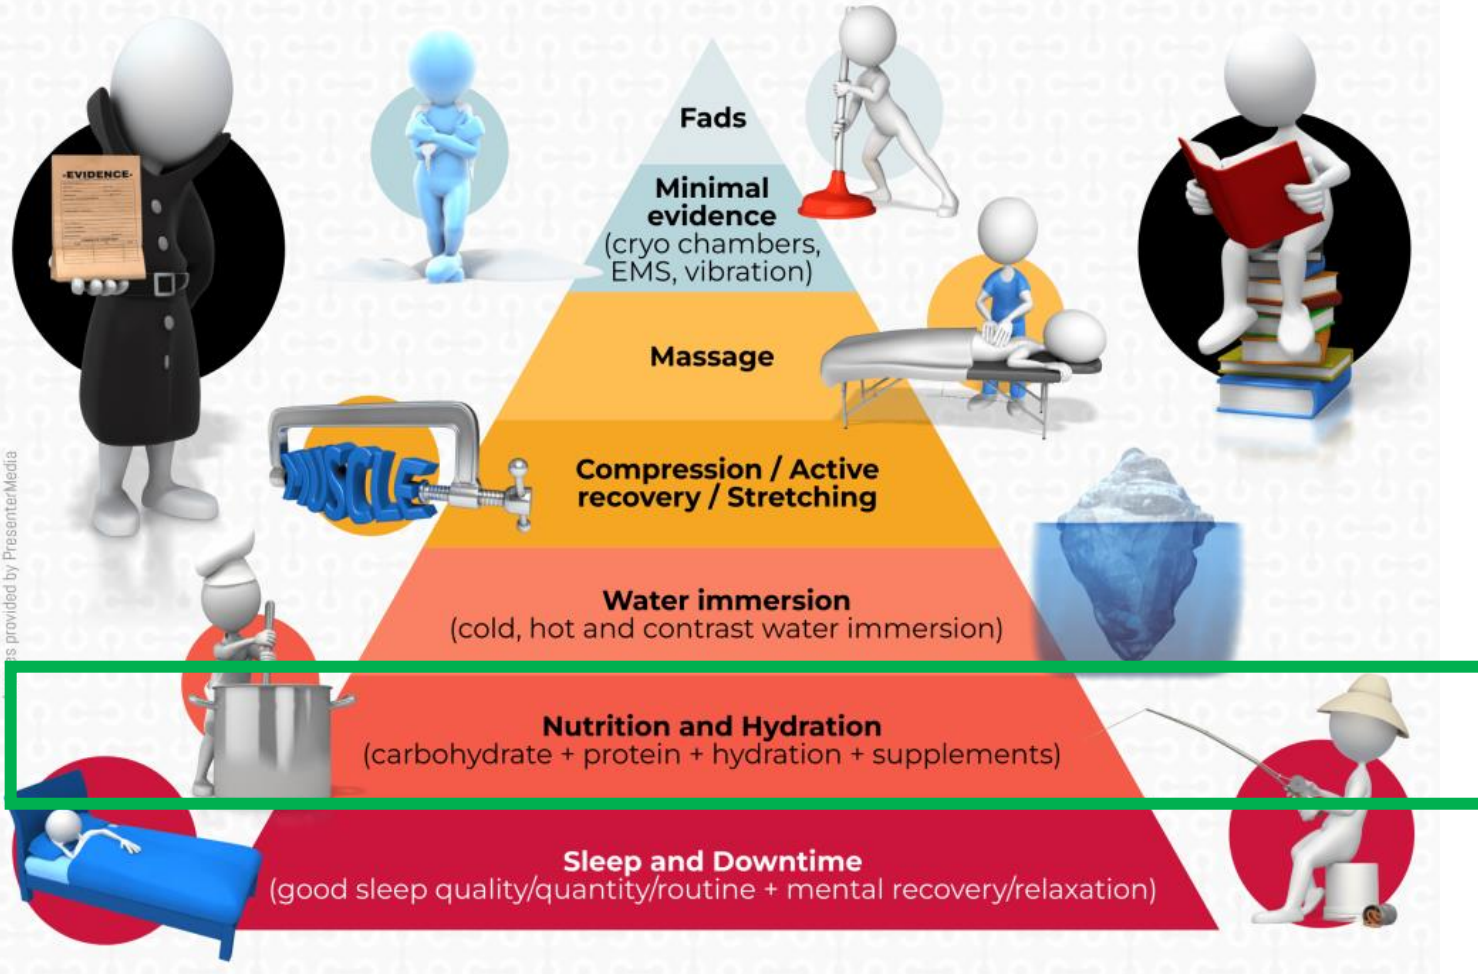 Fads
Minimal
evidence
(cryo chambers,
EMS, vibration)
Massage
Compression / Active
recovery / Stretching
Water immersion
(cold, hot and contrast water immersion)
Nutrition and Hydration
(carbohydrate + protein + hydration + supplements)
Sleep and Downtime
(good sleep quality/quantity/routine + mental recovery/relaxation)
-EVIDENCE-
MUSCLE
provided by PresenterMedia